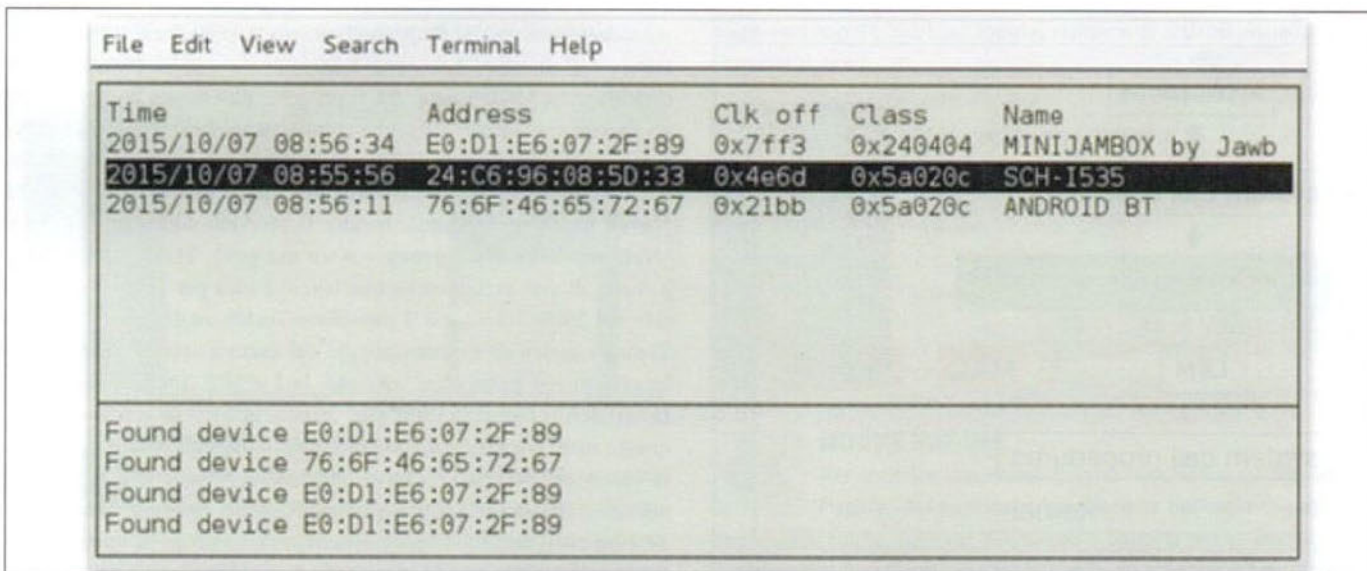 File Edit View Search Terminal Help
Time Address Clk off Class Name
2015/10/07 08:56:34 E0:D1:E6:07:2F:89 0x7ff3 0x240404 MINIJAMBOX by Jawb
2015/10/07 08:55:56 24:C6:96:08:5D:33 0x4e6d 0x5a020c SCH-I535
2015/10/07 08:56:11 76:6F:46:65:72:67 0x21bb 0x5a020c ANDROID BT
Found device E0:D1:E6:07:2F:89
Found device 76:6F:46:65:72:67
Found device E0:D1:E6:07:2F:89
Found device E0:D1:E6:07:2F:89